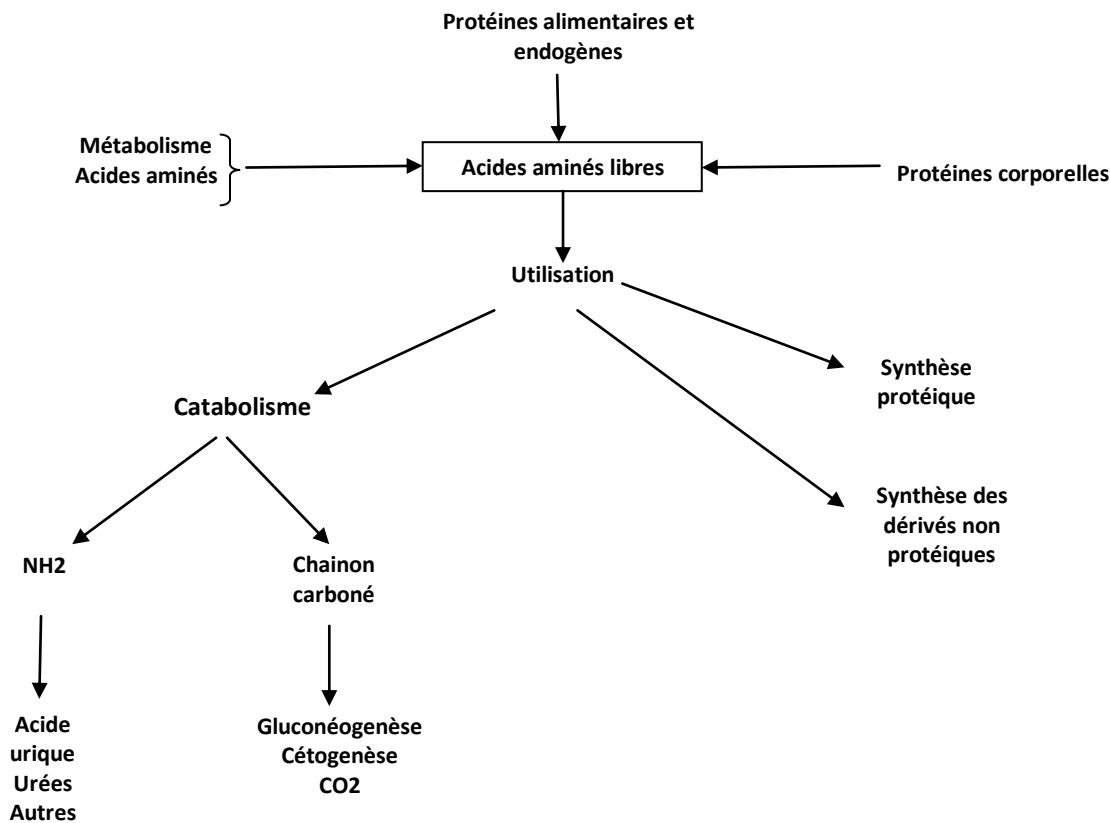 Protéines alimentaires et
endogènes
Métabolisme
Acides aminés
Acides aminés libres
Protéines corporelles
Utilisation
Synthèse
protéique
Catabolisme
Synthèse des
dérivés non
protéiques
NH2
Chainon
carboné
Acide
urique
Urées
Autres
Gluconéogenèse
Cétogenèse
CO2